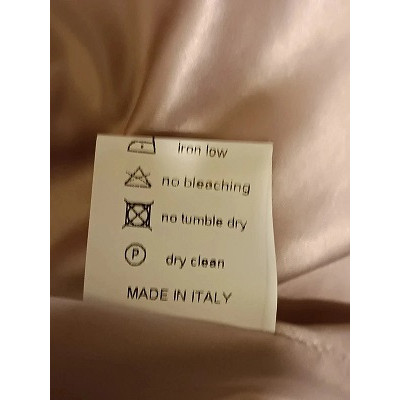 iron low
no bleaching
no tumble dry
P dry clean
MADE IN ITALY